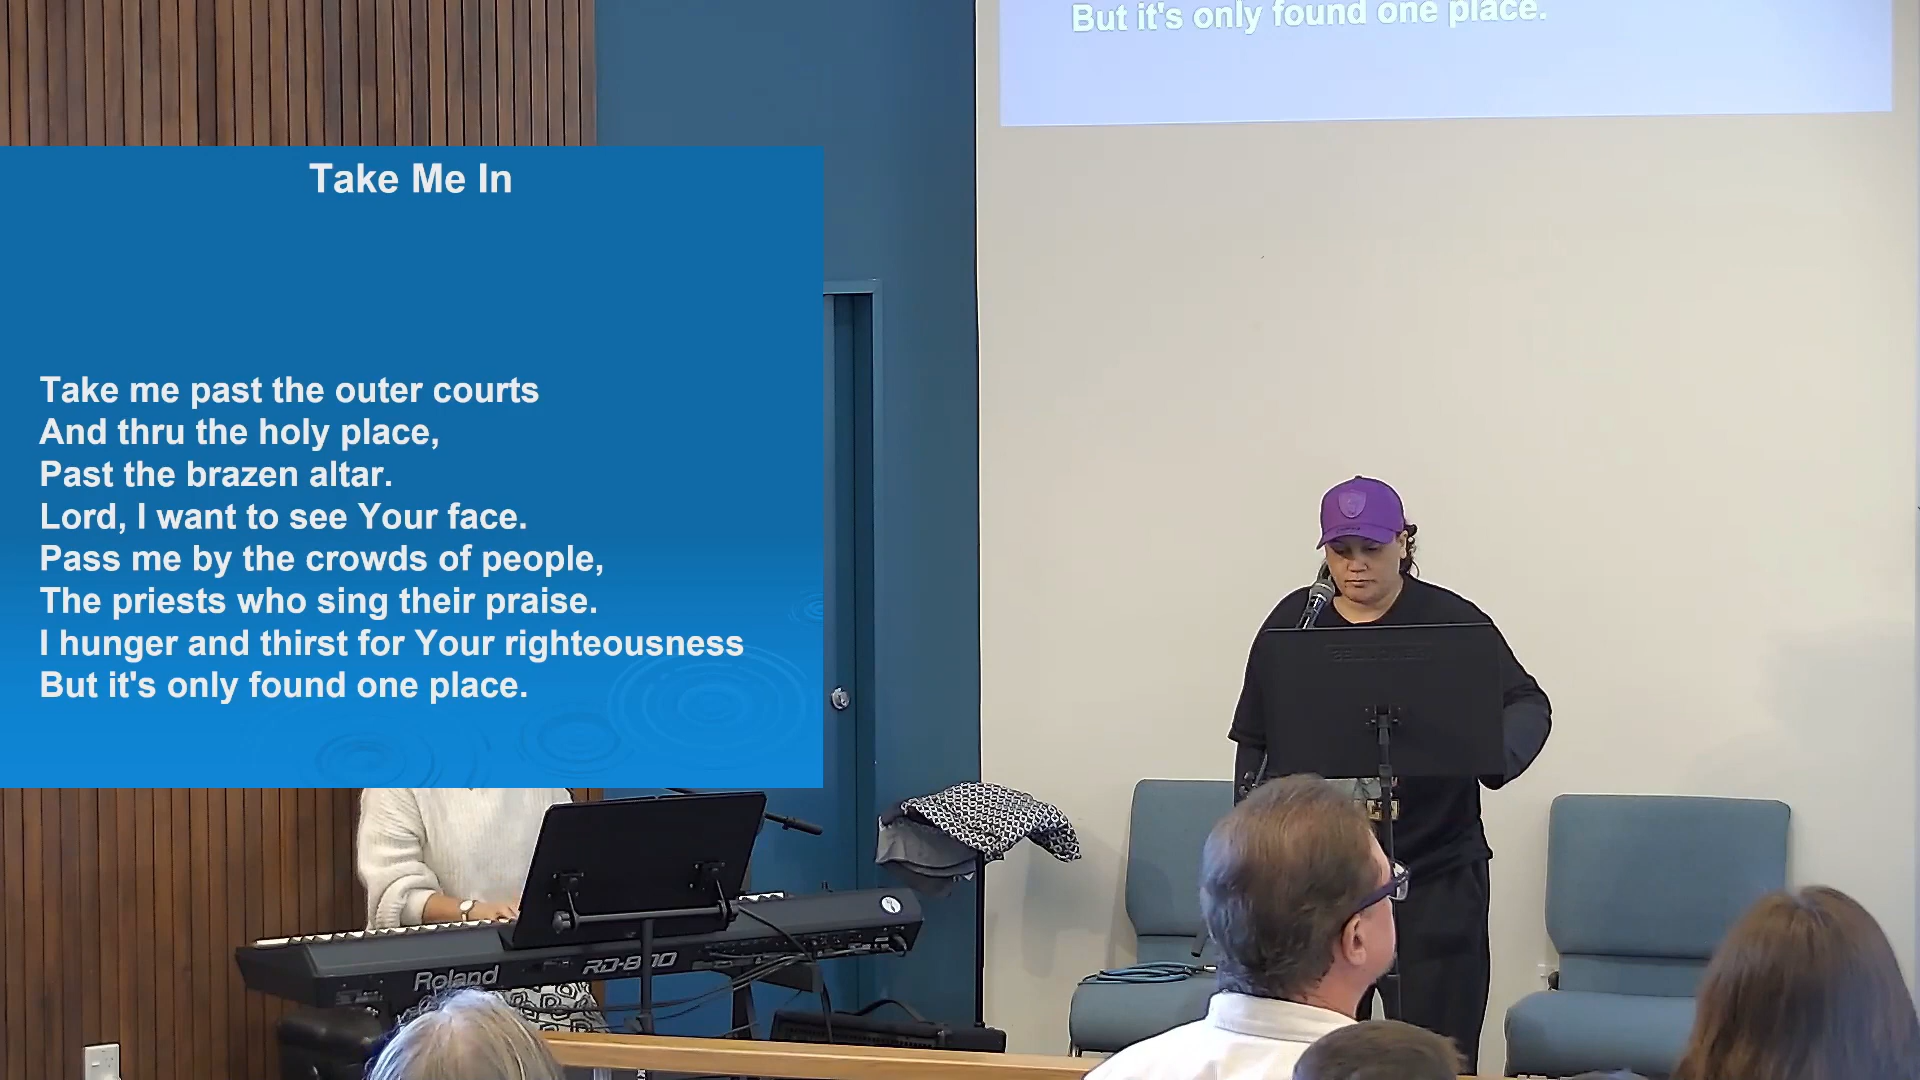 But it's only found one place.
Take Me In
Take me past the outer courts
And thru the holy place,
Past the brazen altar.
Lord, I want to see Your face.
Pass me by the crowds of people,
The priests who sing their praise.
I hunger and thirst for Your righteousness
But it's only found one place.
Roland
RD-800